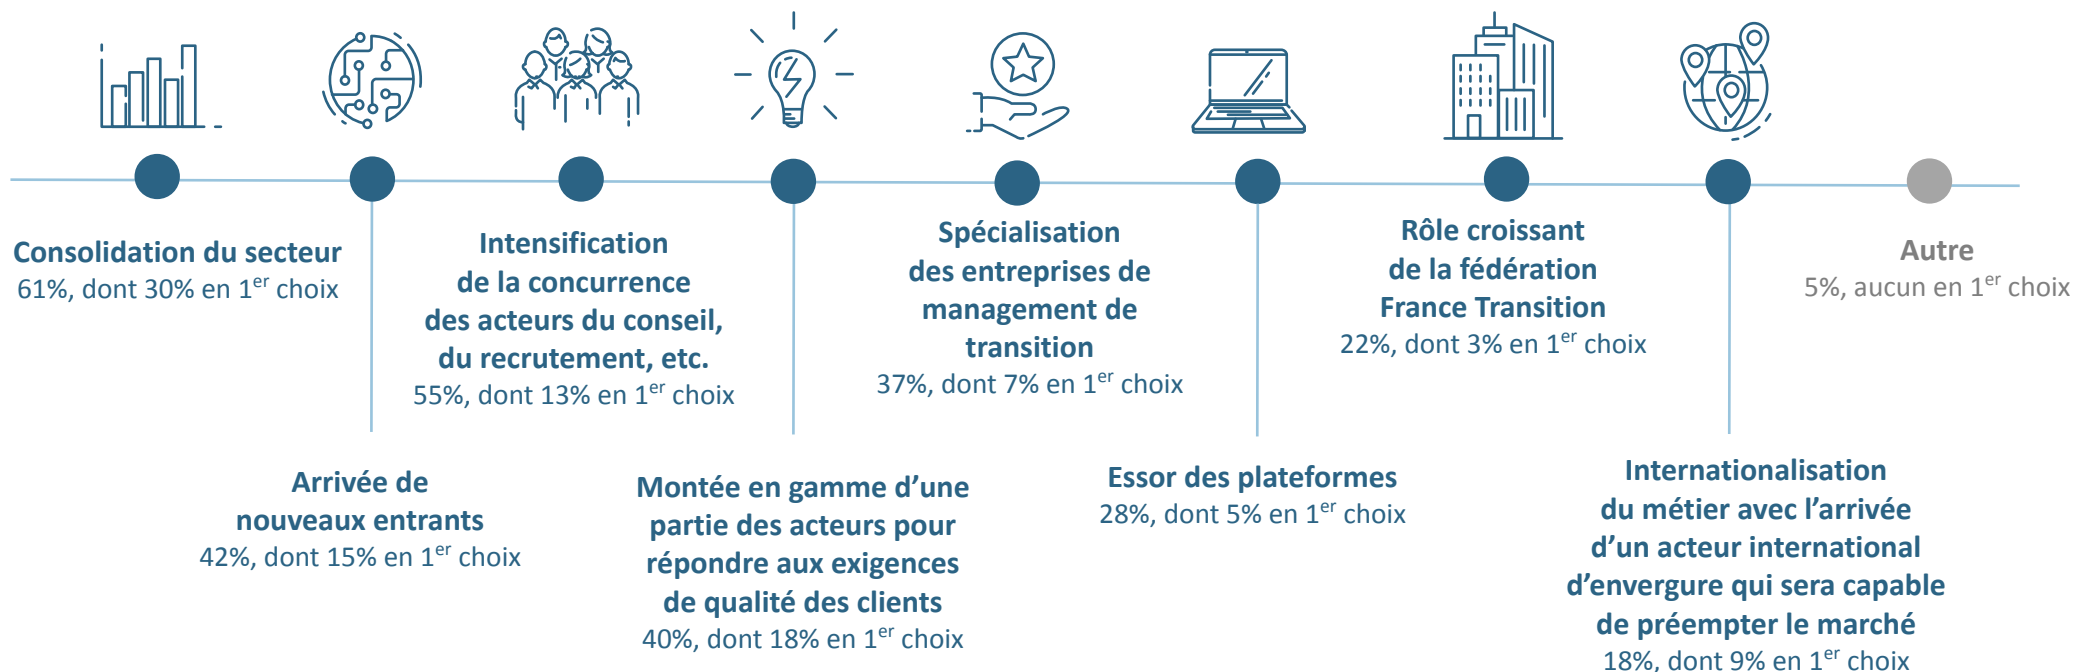 Consolidation du secteur
61%, dont 30% en 1er choix
Arrivée de
nouveaux entrants
42%, dont 15% en 1er choix
Intensification
de la concurrence
des acteurs du conseil,
du recrutement, etc.
55%, dont 13% en 1er choix
Montée en gamme d’une
partie des acteurs pour
répondre aux exigences
de qualité des clients
40%, dont 18% en 1er choix
Spécialisation
des entreprises de
management de
transition
37%, dont 7% en 1er choix
Essor des plateformes
28%, dont 5% en 1er choix
Rôle croissant
de la fédération
France Transition
22%, dont 3% en 1er choix
Internationalisation
du métier avec l’arrivée
d’un acteur international
d’envergure qui sera capable
de préempter le marché
18%, dont 9% en 1er choix
Autre
5%, aucun en 1er choix